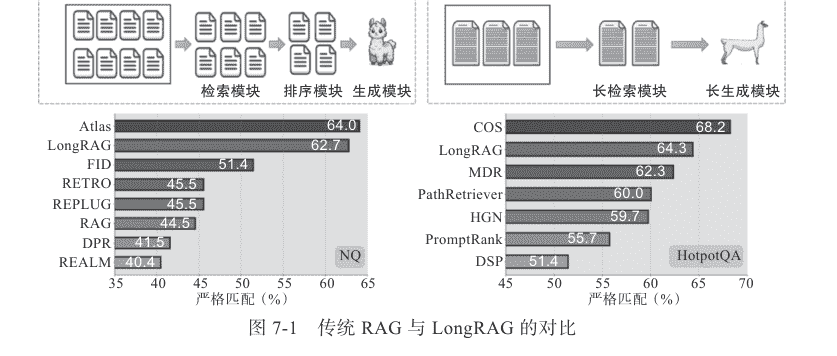 检索模块 排序模块 生成模块
长检索模块 长生成模块
Atlas 64.0
LongRAG 62.7
FID 51.4
RETRO 45.5
REPLUG 45.5
RAG 44.5
DPR 41.5
REALM 40.4
NQ
35 40 45 50 55 60 65
严格匹配（%）
COS 68.2
LongRAG 64.3
MDR 62.3
PathRetriever 60.0
HGN 59.7
PromptRank 55.7
DSP 51.4
HotpotQA
45 50 55 60 65 70
严格匹配（%）
图 7-1 传统 RAG 与 LongRAG 的对比